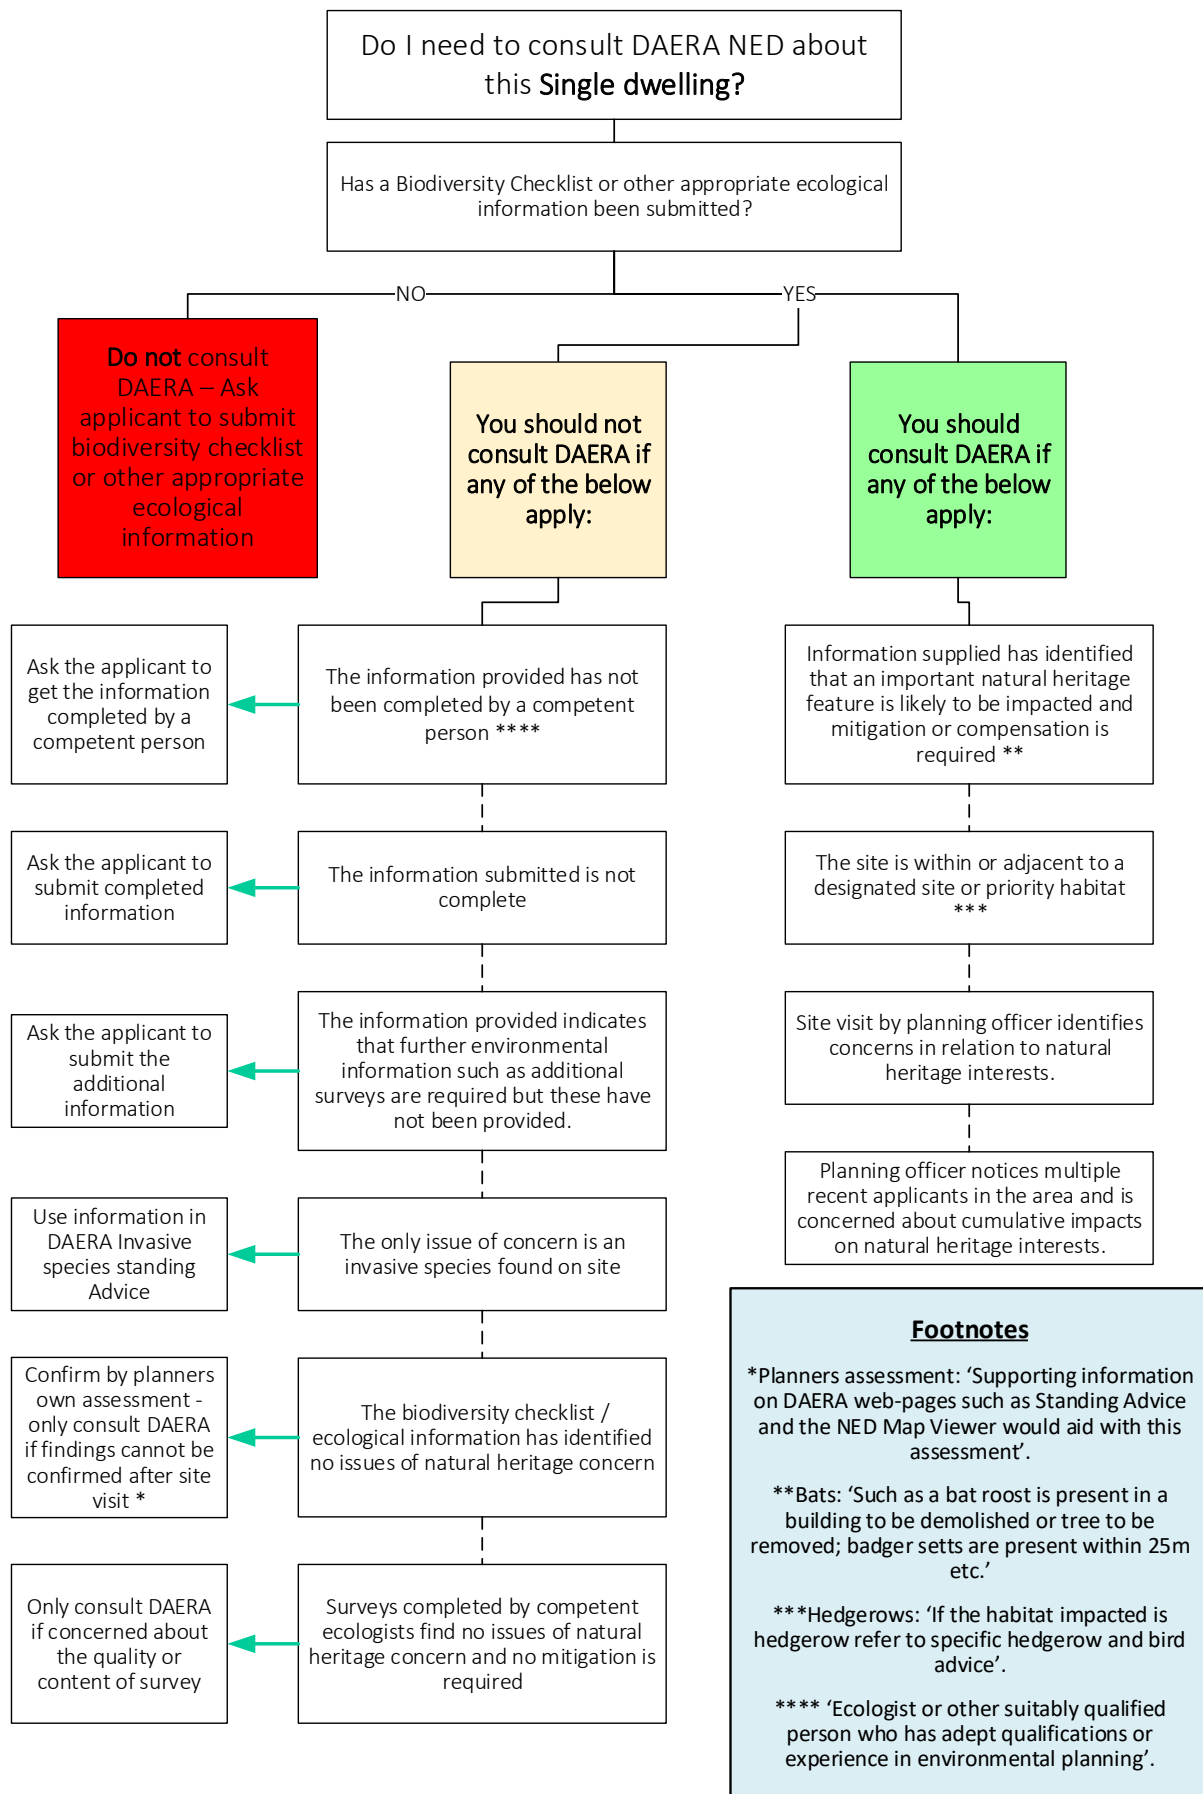 Do I need to consult DAERA NED about
this Single dwelling?
Has a Biodiversity Checklist or other appropriate ecological
information been submitted?
NO
YES
Do not consult
DAERA – Ask
applicant to submit
biodiversity checklist
or other appropriate
ecological
information
You should not
consult DAERA if
any of the below
apply:
You should
consult DAERA if
any of the below
apply:
Ask the applicant to
get the information
completed by a
competent person
The information provided has not
been completed by a competent
person ****
Information supplied has identified
that an important natural heritage
feature is likely to be impacted and
mitigation or compensation is
required **
Ask the applicant to
submit completed
information
The information submitted is not
complete
The site is within or adjacent to a
designated site or priority habitat
***
Ask the applicant to
submit the
additional
information
The information provided indicates
that further environmental
information such as additional
surveys are required but these have
not been provided.
Site visit by planning officer identifies
concerns in relation to natural
heritage interests.
Planning officer notices multiple
recent applicants in the area and is
concerned about cumulative impacts
on natural heritage interests.
Use information in
DAERA Invasive
species standing
Advice
The only issue of concern is an
invasive species found on site
Confirm by planners
own assessment -
only consult DAERA
if findings cannot be
confirmed after site
visit *
The biodiversity checklist /
ecological information has identified
no issues of natural heritage concern
Only consult DAERA
if concerned about
the quality or
content of survey
Surveys completed by competent
ecologists find no issues of natural
heritage concern and no mitigation is
required
Footnotes
*Planners assessment: ‘Supporting information
on DAERA web-pages such as Standing Advice
and the NED Map Viewer would aid with this
assessment’.
**Bats: ‘Such as a bat roost is present in a
building to be demolished or tree to be
removed; badger setts are present within 25m
etc.’
***Hedgerows: ‘If the habitat impacted is
hedgerow refer to specific hedgerow and bird
advice’.
**** ‘Ecologist or other suitably qualified
person who has adept qualifications or
experience in environmental planning’.